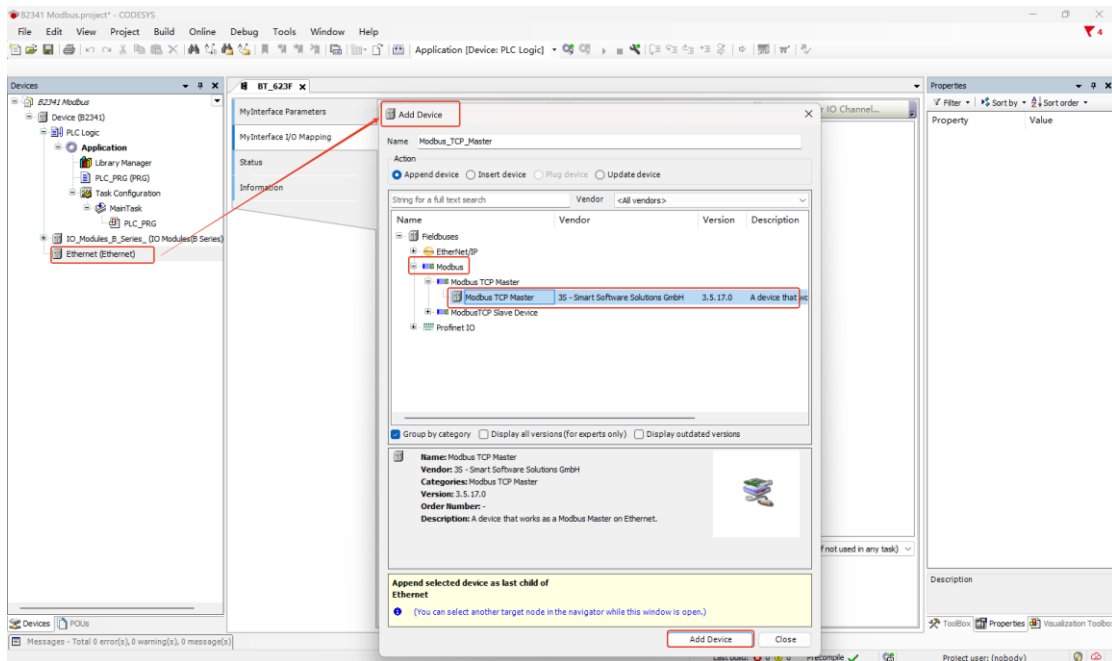 B2341 Modbus.project* - CODESYS
File Edit View Project Build Online Debug Tools Window Help
4
Application [Device: PLC Logic]
Devices
B2341 Modbus
Device (B2341)
PLC Logic
Application
Library Manager
PLC_PRG (PRG)
Task Configuration
MainTask
PLC_PRG
IO_Modules_B_Series_ (IO Modules(B Series)
Ethernet (Ethernet)
Devices POUs
BT_623F
MyInterface Parameters
MyInterface I/O Mapping
Status
Information
r IO Channel...
Add Device
Name Modbus_TCP_Master
Action
Append device Insert device Plug device Update device
String for a full text search Vendor <All vendors>
Name Vendor Version Description
Fieldbuses
EtherNet/IP
Modbus
Modbus TCP Master
Modbus TCP Master 3S - Smart Software Solutions GmbH 3.5.17.0 A device that wo
ModbusTCP Slave Device
Profinet IO
Group by category Display all versions (for experts only) Display outdated versions
Name: Modbus TCP Master
Vendor: 3S - Smart Software Solutions GmbH
Categories: Modbus TCP Master
Version: 3.5.17.0
Order Number: -
Description: A device that works as a Modbus Master on Ethernet.
Append selected device as last child of
Ethernet
(You can select another target node in the navigator while this window is open.)
Add Device Close
if not used in any task)
Properties
Filter Sort by Sort order
Property Value
Description
ToolBox Properties Visualization Toolbo
Messages - Total 0 error(s), 0 warning(s), 0 message(s)
Last build: 0 0 Precompile Project user: (nobody)